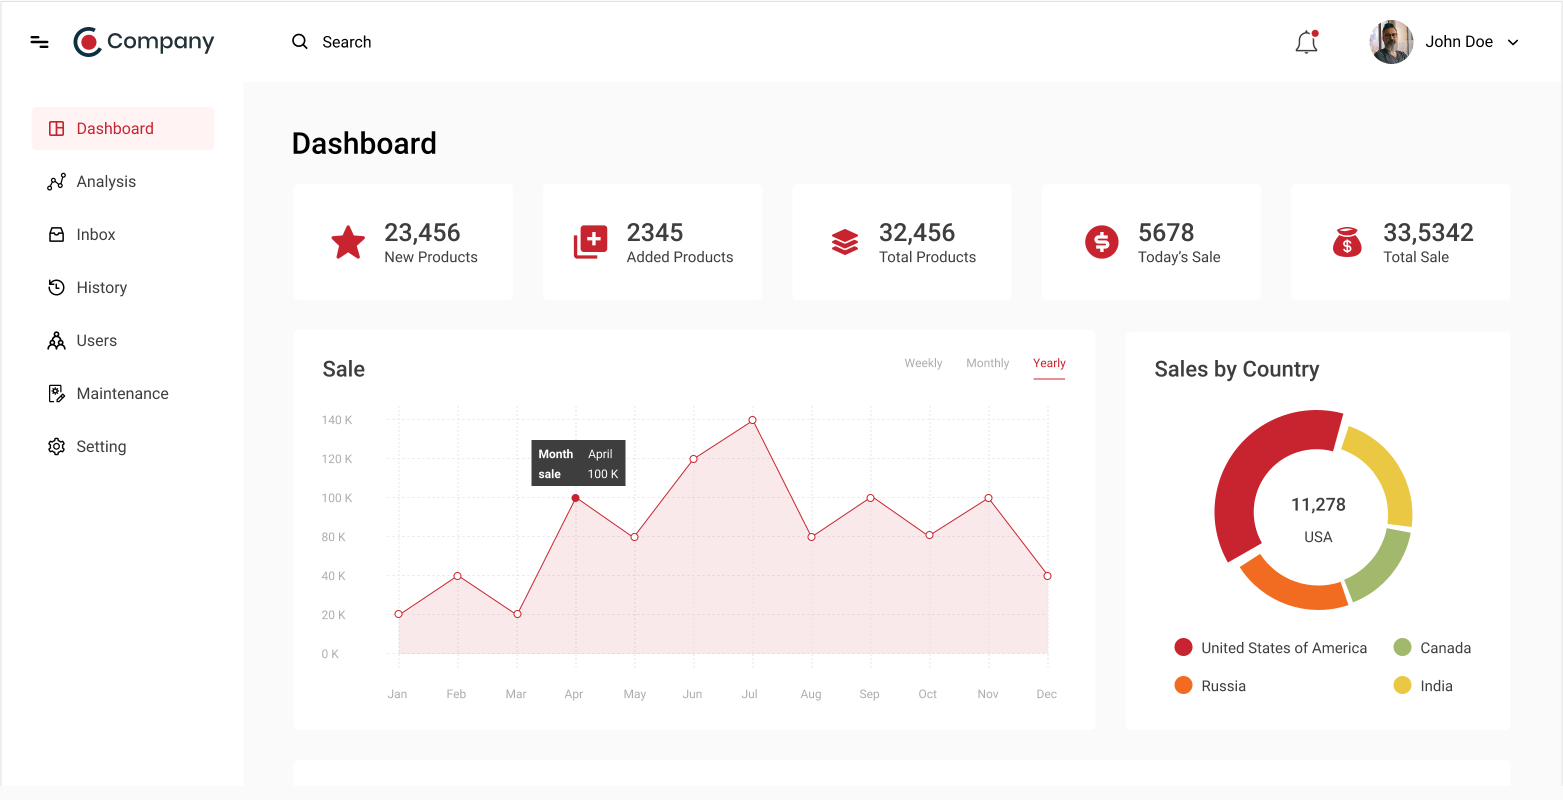 Company
Search
John Doe
Dashboard
Analysis
Inbox
History
Users
Maintenance
Setting
Dashboard
23,456
New Products
2345
Added Products
32,456
Total Products
5678
Today's Sale
33,5342
Total Sale
Sale
Weekly Monthly Yearly
140 K
120 K
100 K
80 K
40 K
20 K
0 K
Month April
sale 100 K
Jan Feb Mar Apr May Jun Jul Aug Sep Oct Nov Dec
Sales by Country
11,278
USA
United States of America
Canada
Russia
India